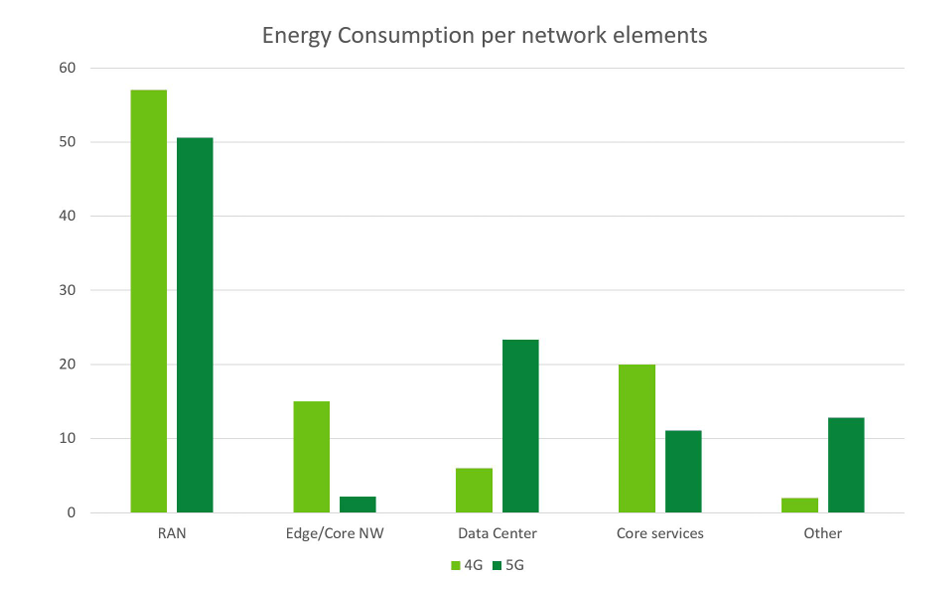 Energy Consumption per network elements
60
50
40
30
20
10
0
RAN Edge/Core NW Data Center Core services Other
4G 5G